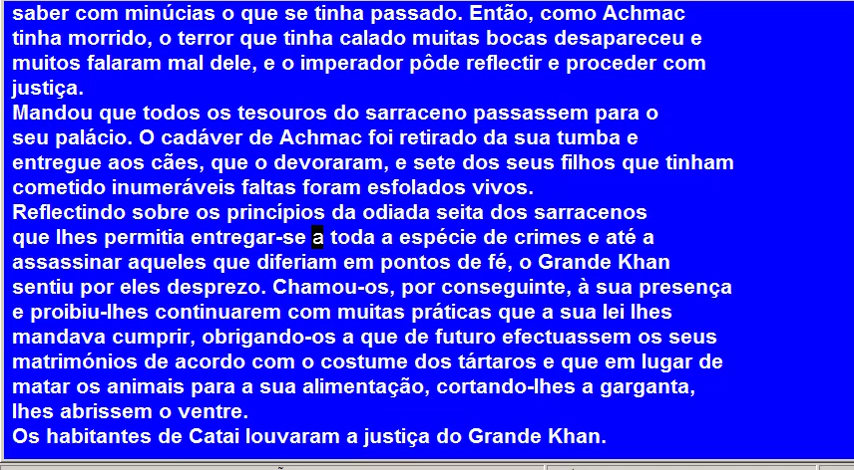 saber com minúcias o que se tinha passado. Então, como Achmac
tinha morrido, o terror que tinha calado muitas bocas desapareceu e
muitos falaram mal dele, e o imperador pôde reflectir e proceder com
justiça.
Mandou que todos os tesouros do sarraceno passassem para o
seu palácio. O cadáver de Achmac foi retirado da sua tumba e
entregue aos cães, que o devoraram, e sete dos seus filhos que tinham
cometido inumeráveis faltas foram esfolados vivos.
Reflectindo sobre os princípios da odiada seita dos sarracenos
que lhes permitia entregar-se a toda a espécie de crimes e até a
assassinar aqueles que diferiam em pontos de fé, o Grande Khan
sentiu por eles desprezo. Chamou-os, por conseguinte, à sua presença
e proibiu-lhes continuarem com muitas práticas que a sua lei lhes
mandava cumprir, obrigando-os a que de futuro efectuassem os seus
matrimónios de acordo com o costume dos tártaros e que em lugar de
matar os animais para a sua alimentação, cortando-lhes a garganta,
lhes abrissem o ventre.
Os habitantes de Catai louvaram a justiça do Grande Khan.